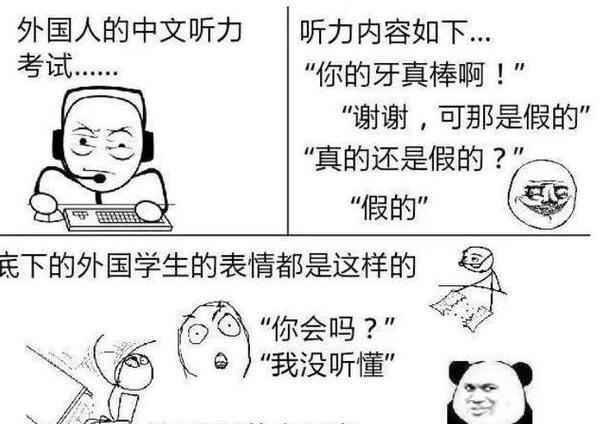 外国人的中文听力
考试......
听力内容如下...
“你的牙真棒啊！”
“谢谢，可那是假的”
“真的还是假的？”
“假的”
底下的外国学生的表情都是这样的
“你会吗？”
“我没听懂”